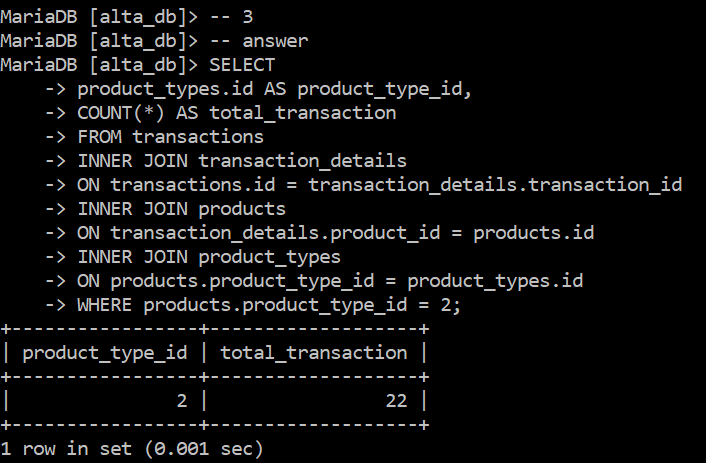 MariaDB [alta_db]> -- 3
MariaDB [alta_db]> -- answer
MariaDB [alta_db]> SELECT
    -> product_types.id AS product_type_id,
    -> COUNT(*) AS total_transaction
    -> FROM transactions
    -> INNER JOIN transaction_details
    -> ON transactions.id = transaction_details.transaction_id
    -> INNER JOIN products
    -> ON transaction_details.product_id = products.id
    -> INNER JOIN product_types
    -> ON products.product_type_id = product_types.id
    -> WHERE products.product_type_id = 2;
+-----------------+-------------------+
| product_type_id | total_transaction |
+-----------------+-------------------+
|               2 |                22 |
+-----------------+-------------------+
1 row in set (0.001 sec)